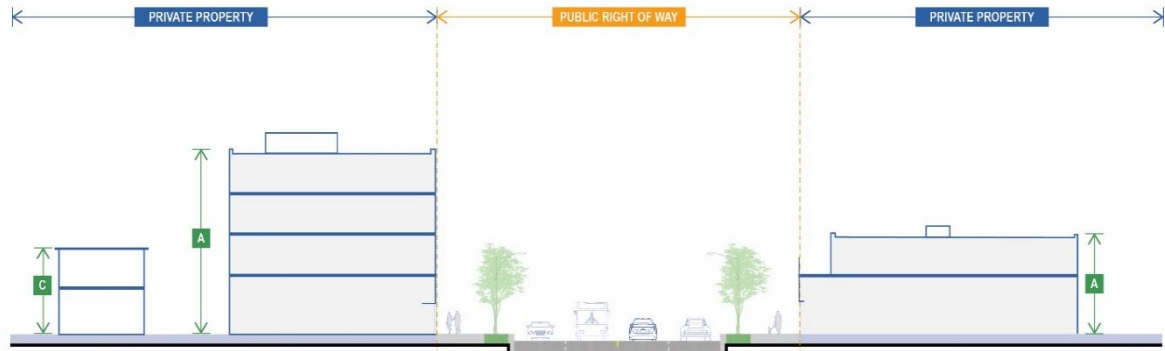 PRIVATE PROPERTY
PUBLIC RIGHT OF WAY
PRIVATE PROPERTY
A
C
A